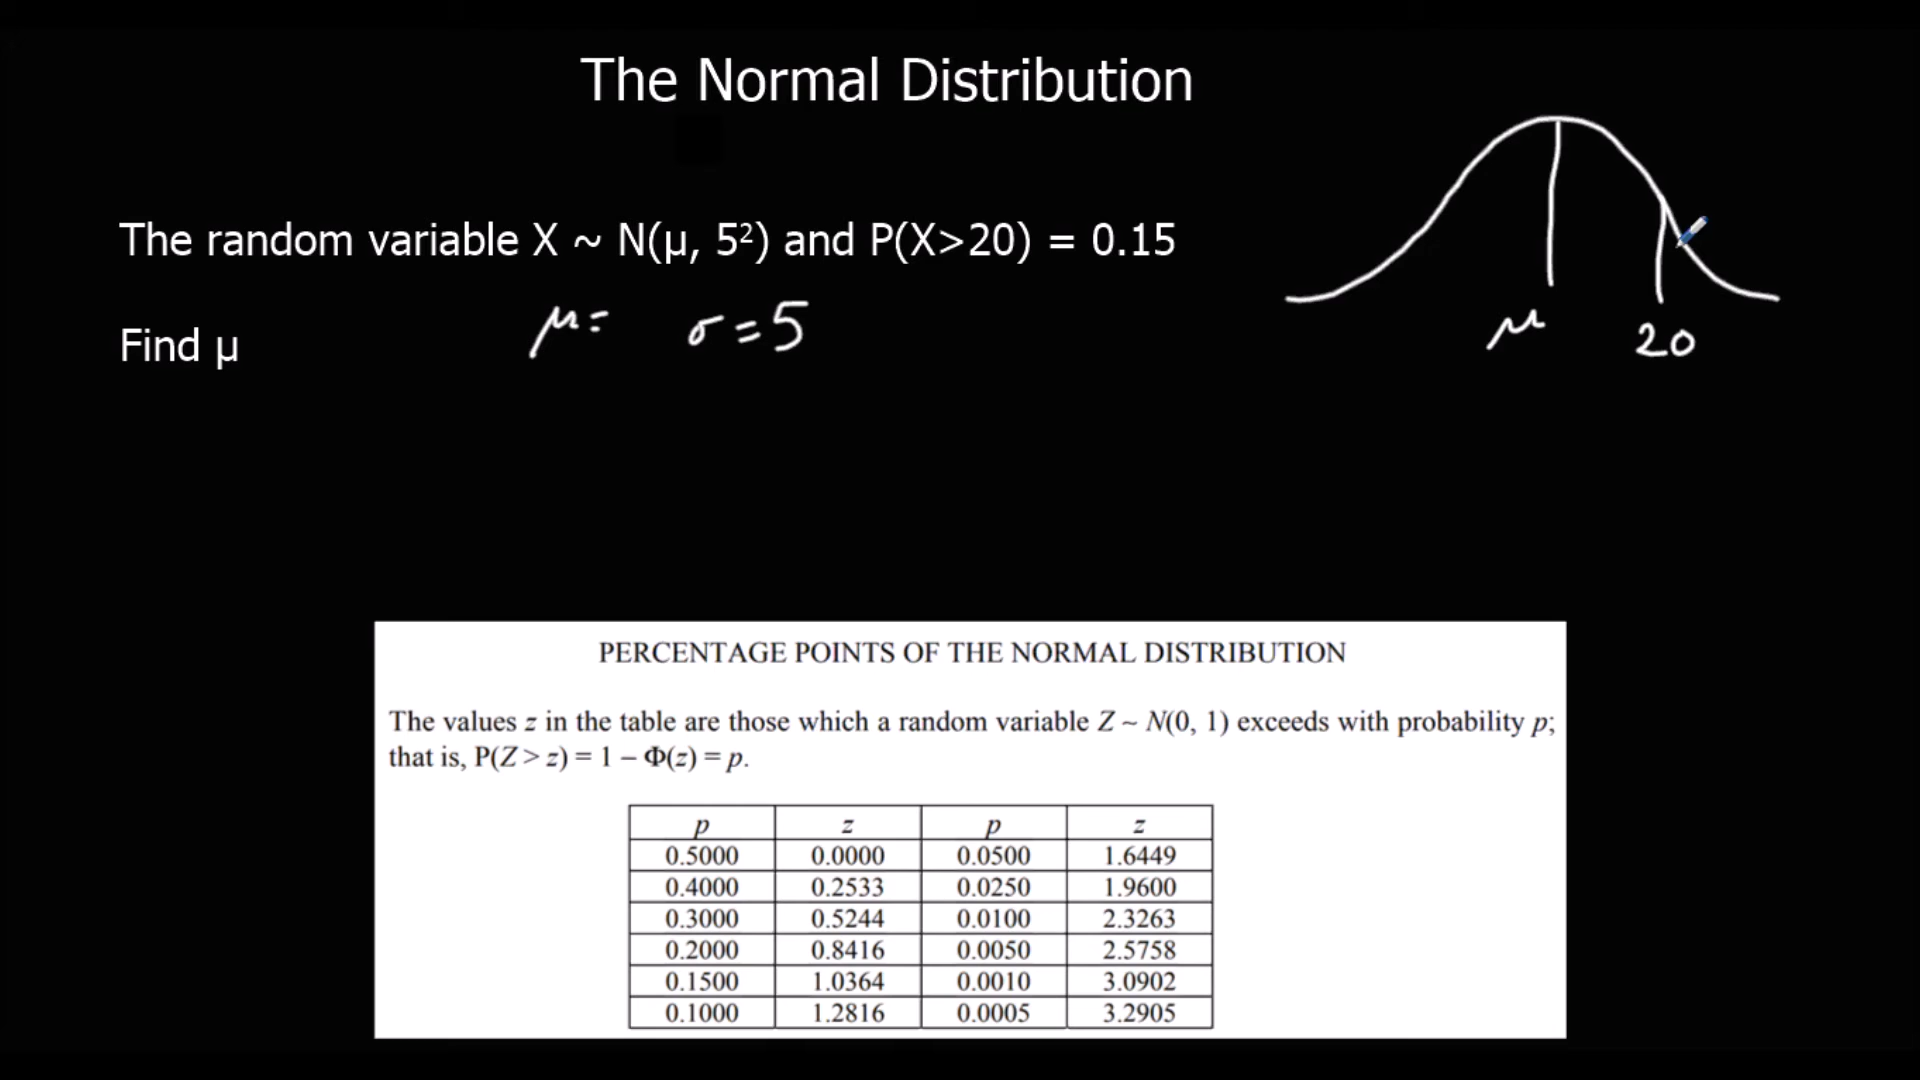 The Normal Distribution
The random variable X ~ N(μ, 5²) and P(X>20) = 0.15
Find μ
μ= σ=5
μ 20
PERCENTAGE POINTS OF THE NORMAL DISTRIBUTION
The values z in the table are those which a random variable Z ~ N(0, 1) exceeds with probability p;
that is, P(Z > z) = 1 – Φ(z) = p.
p z p z
0.5000 0.0000 0.0500 1.6449
0.4000 0.2533 0.0250 1.9600
0.3000 0.5244 0.0100 2.3263
0.2000 0.8416 0.0050 2.5758
0.1500 1.0364 0.0010 3.0902
0.1000 1.2816 0.0005 3.2905